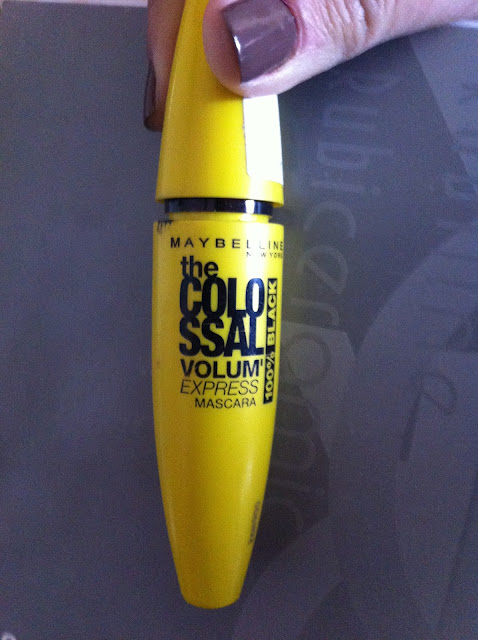 MAYBELLINE
NEW YORK
the
COLO
SSAL
VOLUM'
EXPRESS
MASCARA
100% BLACK